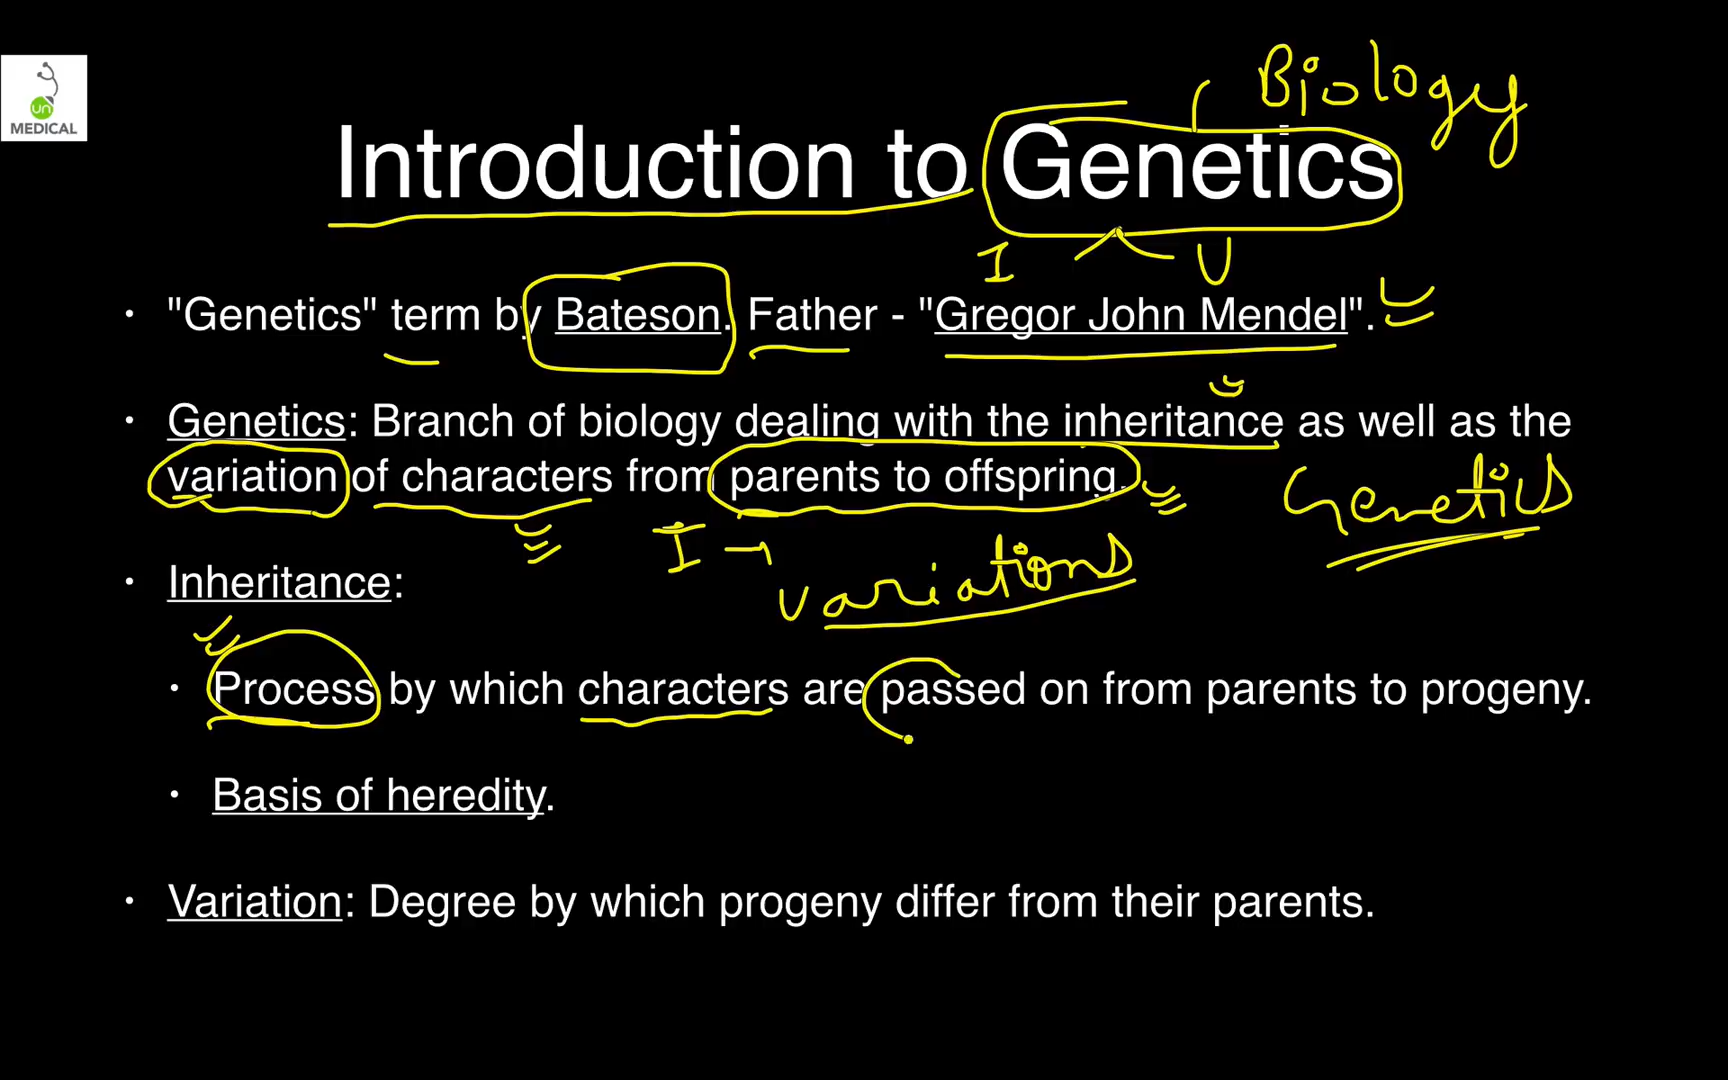 Biology
un
MEDICAL
Introduction to Genetics
I V
• "Genetics" term by Bateson. Father - "Gregor John Mendel".
• Genetics: Branch of biology dealing with the inheritance as well as the
variation of characters from parents to offspring.
Genetics
I → variations
• Inheritance:
• Process by which characters are passed on from parents to progeny.
• Basis of heredity.
• Variation: Degree by which progeny differ from their parents.